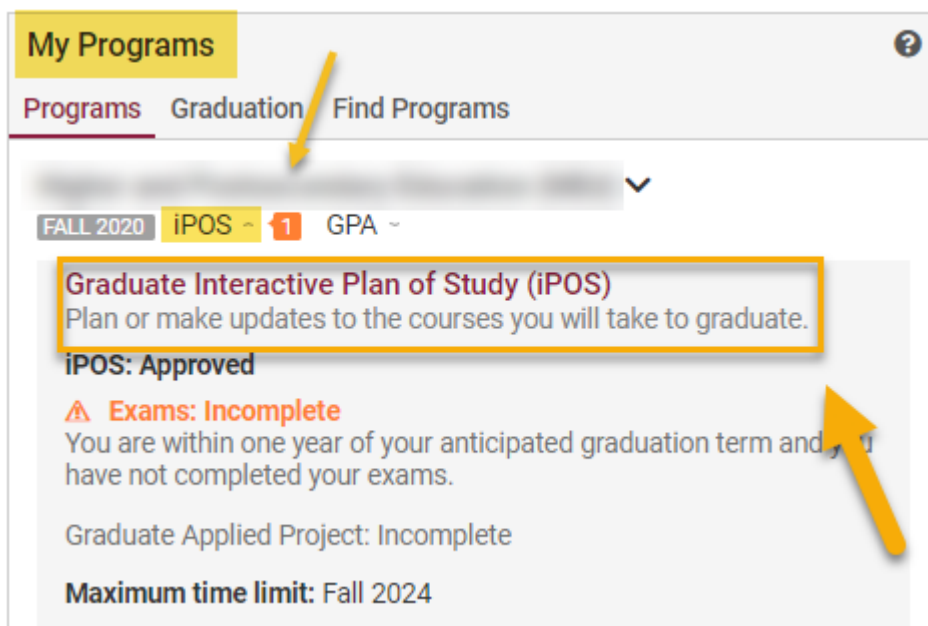 My Programs
Programs Graduation Find Programs
FALL 2020 iPOS 1 GPA
Graduate Interactive Plan of Study (iPOS)
Plan or make updates to the courses you will take to graduate.
iPOS: Approved
Exams: Incomplete
You are within one year of your anticipated graduation term and you
have not completed your exams.
Graduate Applied Project: Incomplete
Maximum time limit: Fall 2024